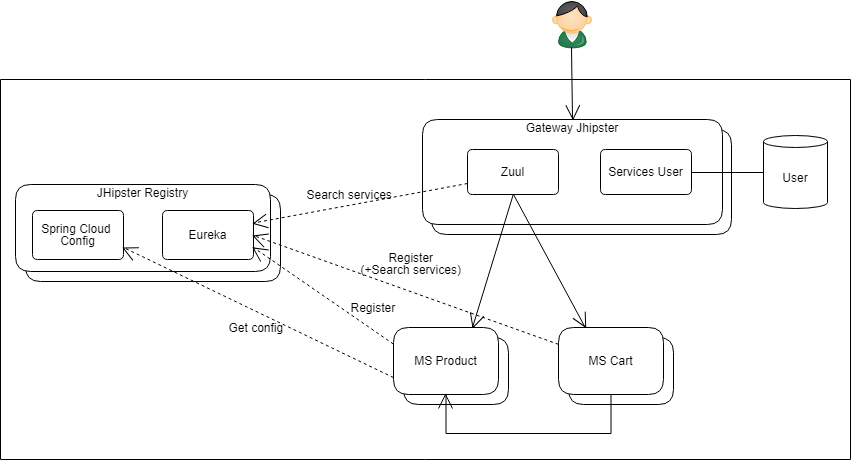 Gateway Jhipster
Zuul
Services User
User
JHipster Registry
Search services
Spring Cloud
Config
Eureka
Register
(+Search services)
Register
Get config
MS Product
MS Cart